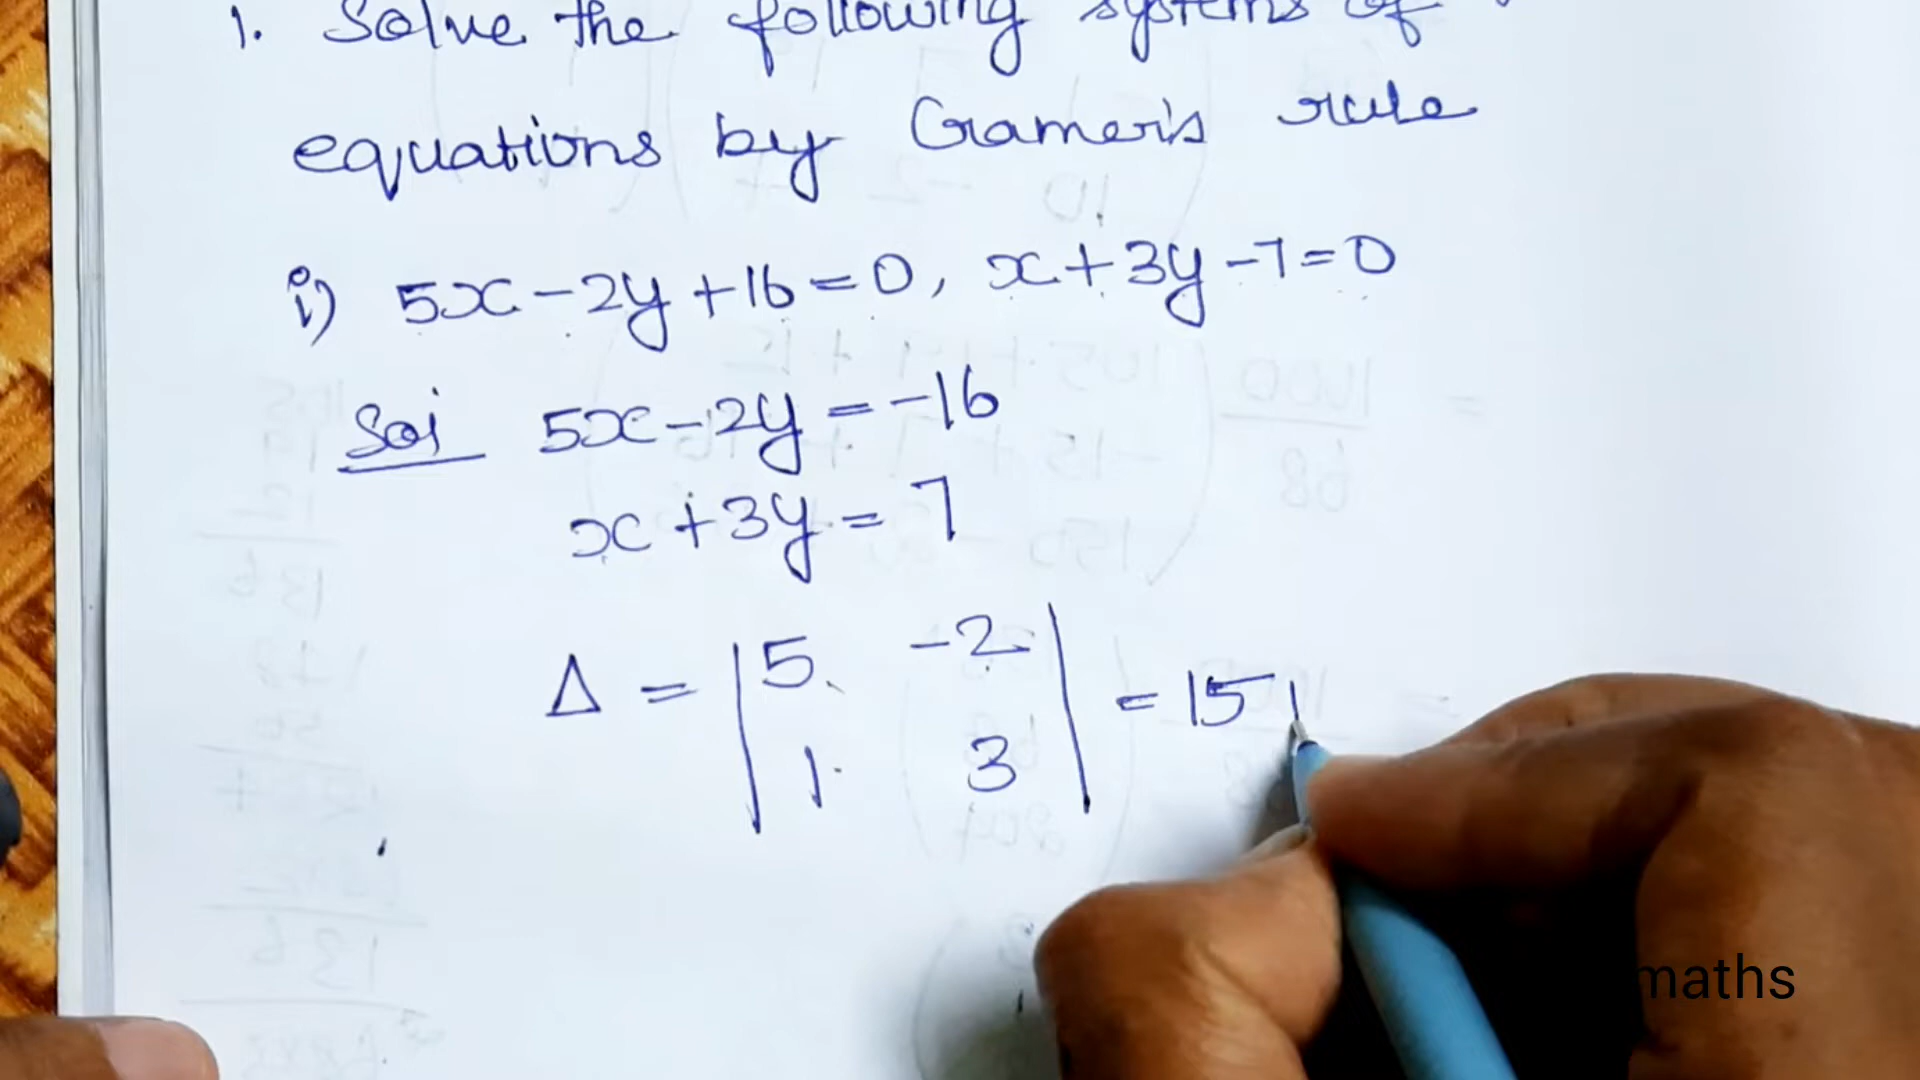 1. Solve the following systems of
equations by Cramer's rule
i) 5x - 2y + 16 = 0, x + 3y - 7 = 0
Sol 5x - 2y = -16
x + 3y = 7
Δ = | 5 -2 | = 15
1 3
maths